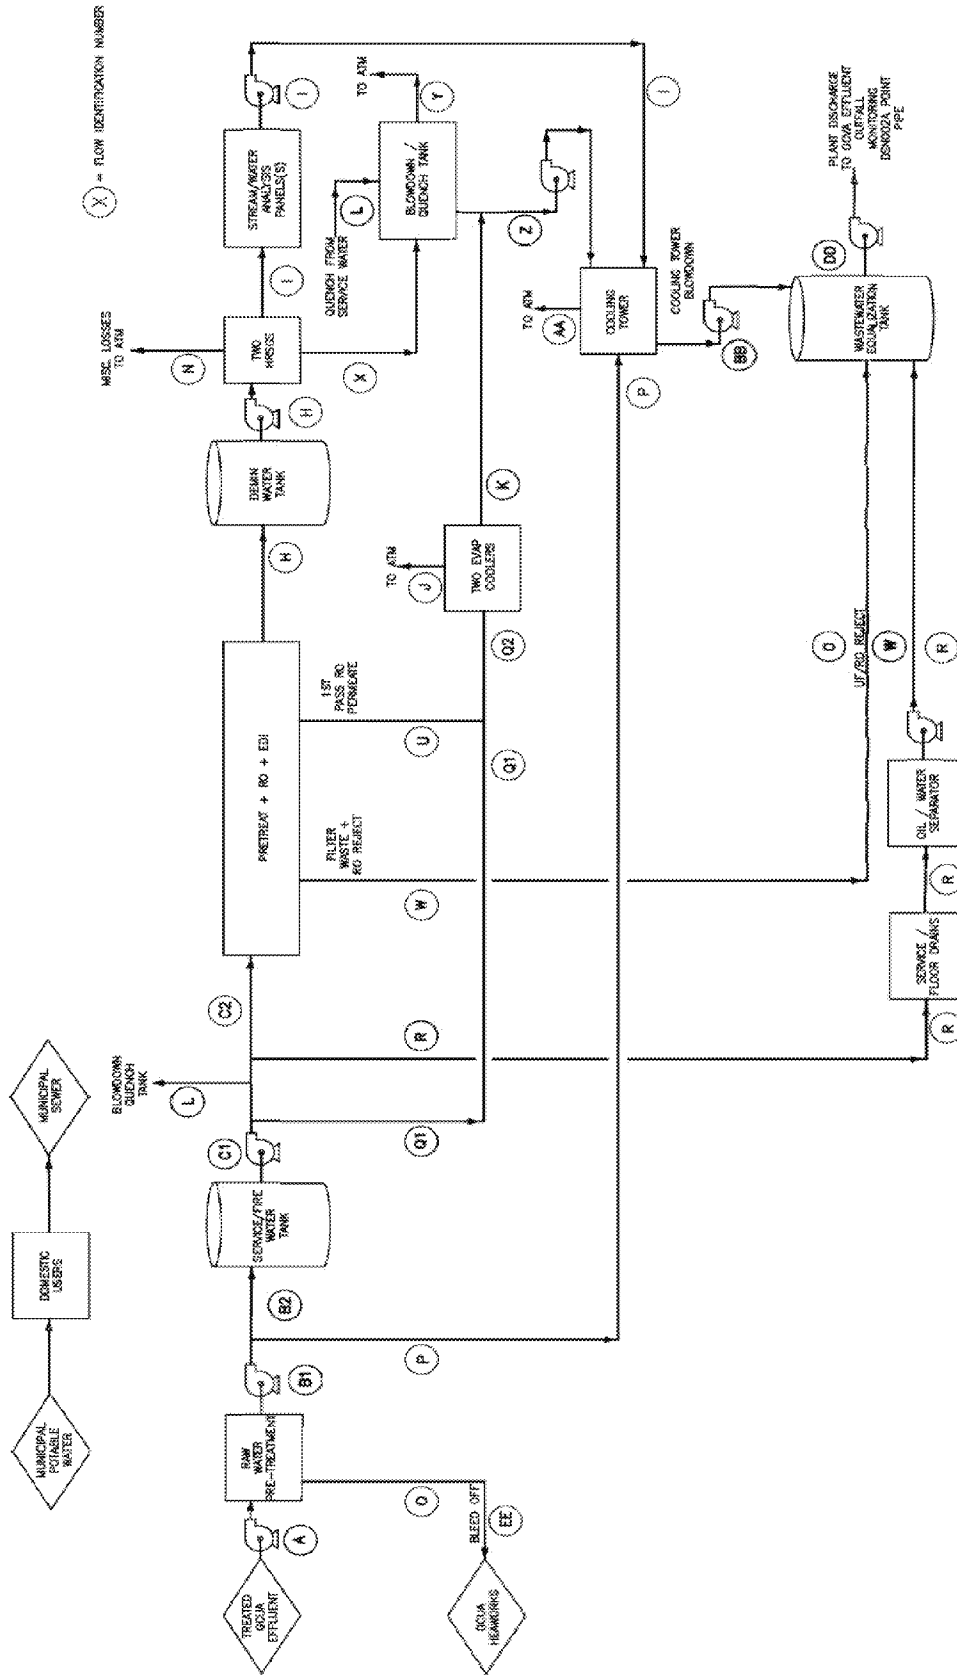 (X) = FLOW IDENTIFICATION NUMBER
MUNICIPAL
POTABLE
WATER
DOMESTIC
USERS
MUNICIPAL
SEWER
TREATED
GCUA
EFFLUENT
A
RAW
WATER
PRE-TREATMENT
B1
B2
SERVICE/FIRE
WATER
TANK
C1
L
BLOWDOWN
QUENCH
TANK
C2
PRETREAT + RO + EDI
H
DEMIN
WATER
TANK
H
TWO
HRSGS
N
MISC. LOSSES
TO ATM
I
STREAM/WATER
ANALYSIS
PANELS(S)
I
O
BLEED OFF
EE
GCUA
HEAWORKS
P
Q1
R
W
FILTER
WASTE +
RO REJECT
U
1ST
PASS RO
PERMEATE
Q1
Q2
TWO EVAP
COOLERS
J
TO ATM
K
X
QUENCH FROM
SERVICE WATER
L
BLOWDOWN /
QUENCH TANK
Y
TO ATM
Z
P
COOLING
TOWER
AA
TO ATM
I
COOLING TOWER
BLOWDOWN
BB
R
SERVICE /
FLOOR DRAINS
R
OIL / WATER
SEPARATOR
R
O
UF/RO REJECT
W
WASTEWATER
EQUALIZATION
TANK
DD
PLANT DISCHARGE
TO GCUA EFFLUENT
OUTFALL
MONITORING
DSN002A POINT
PIPE